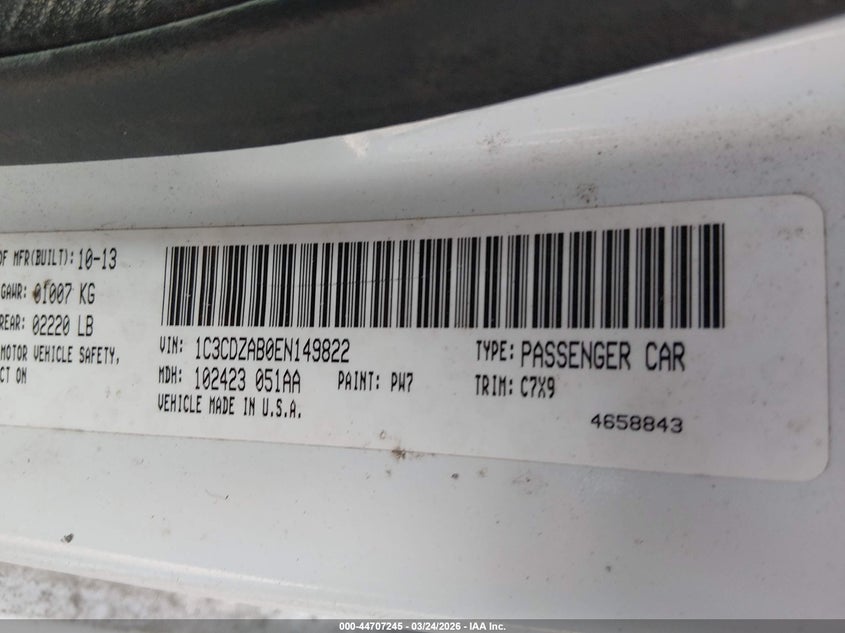 OF MFR(BUILT): 10-13
GAWR: 01007 KG
REAR: 02220 LB
MOTOR VEHICLE SAFETY,
CT ON
VIN: 1C3CDZAB0EN149822
TYPE: PASSENGER CAR
MDH: 102423 051AA
PAINT: PW7
TRIM: C7X9
VEHICLE MADE IN U.S.A.
4658843
000-44707245 - 03/24/2026 - IAA Inc.